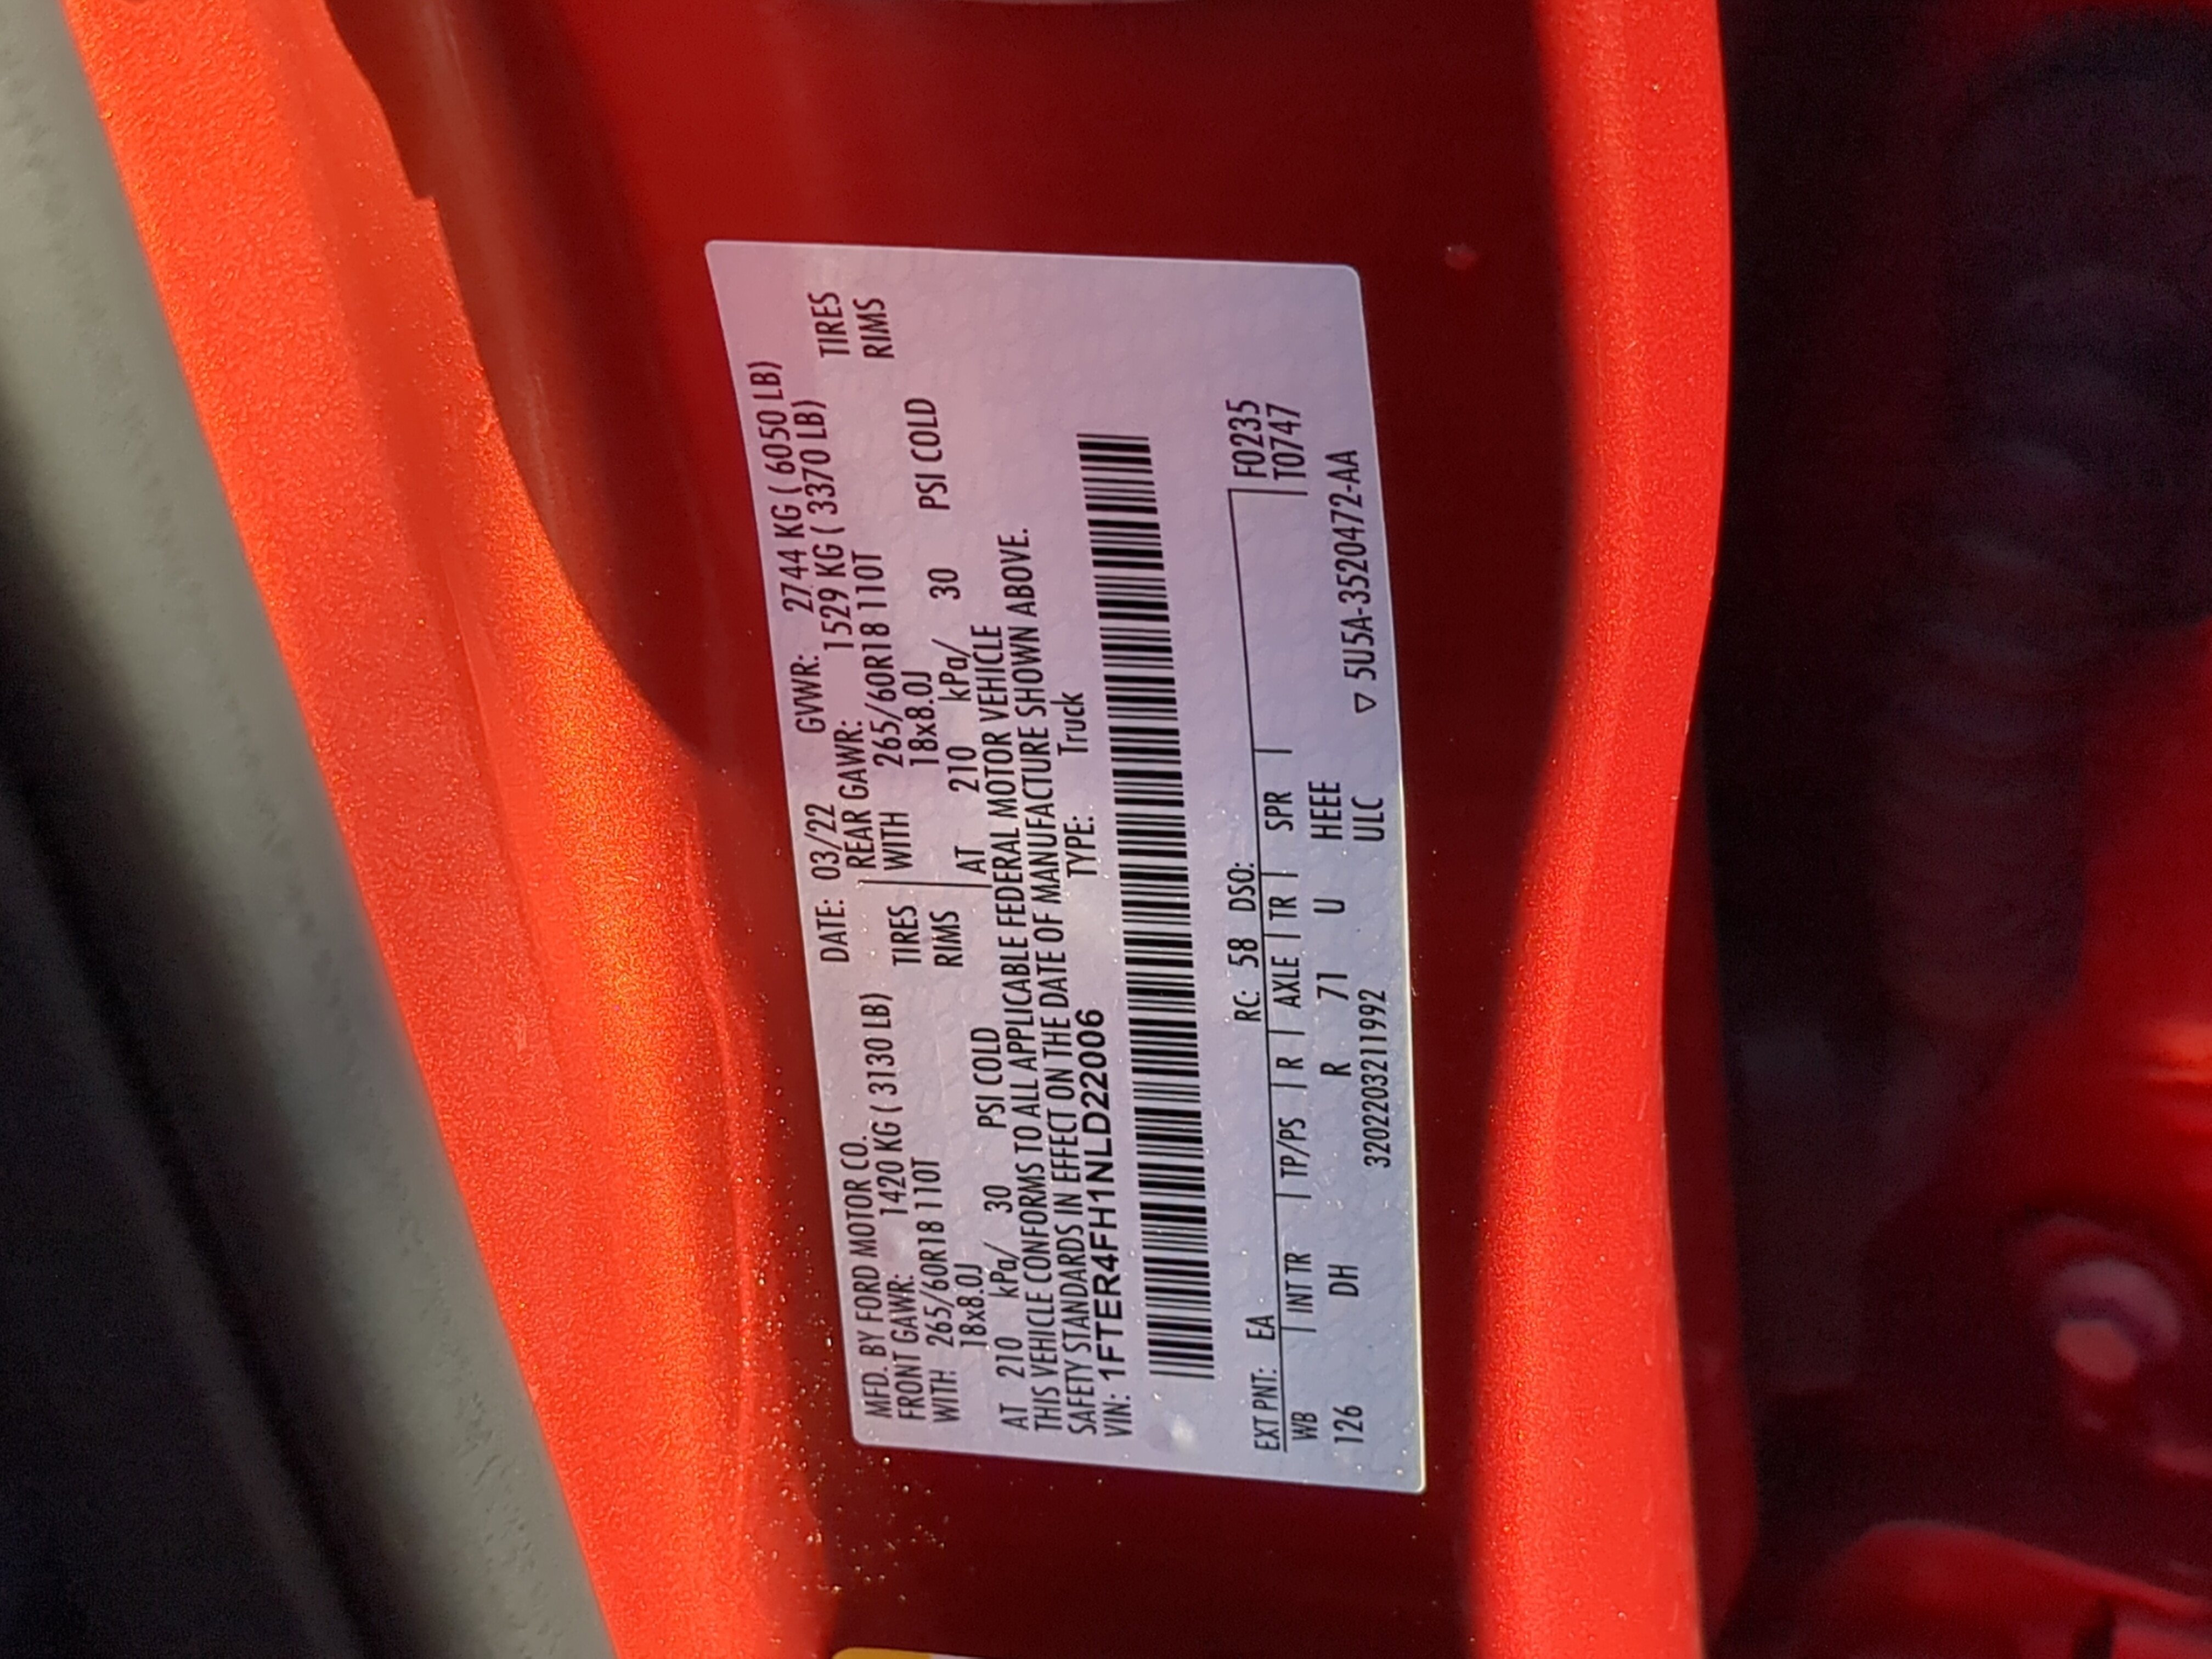 MFD. BY FORD MOTOR CO. DATE: 03/22 GVWR: 2744 KG ( 6050 LB)
FRONT GAWR: 1420 KG ( 3130 LB) REAR GAWR: 1529 KG ( 3370 LB)
WITH 265/60R18 110T TIRES WITH 265/60R18 110T TIRES
18x8.0J RIMS 18x8.0J RIMS
AT 210 kPa/ 30 PSI COLD AT 210 kPa/ 30 PSI COLD
THIS VEHICLE CONFORMS TO ALL APPLICABLE FEDERAL MOTOR VEHICLE
SAFETY STANDARDS IN EFFECT ON THE DATE OF MANUFACTURE SHOWN ABOVE.
VIN: 1FTER4FH1NLD22006 TYPE: Truck
EXT PNT: EA RC: 58 DSO: F0235
WB INT TR TP/PS R AXLE TR SPR T0747
126 DH R 71 U HEEE
3202203211992 ULC ▽ 5U5A-3520472-AA